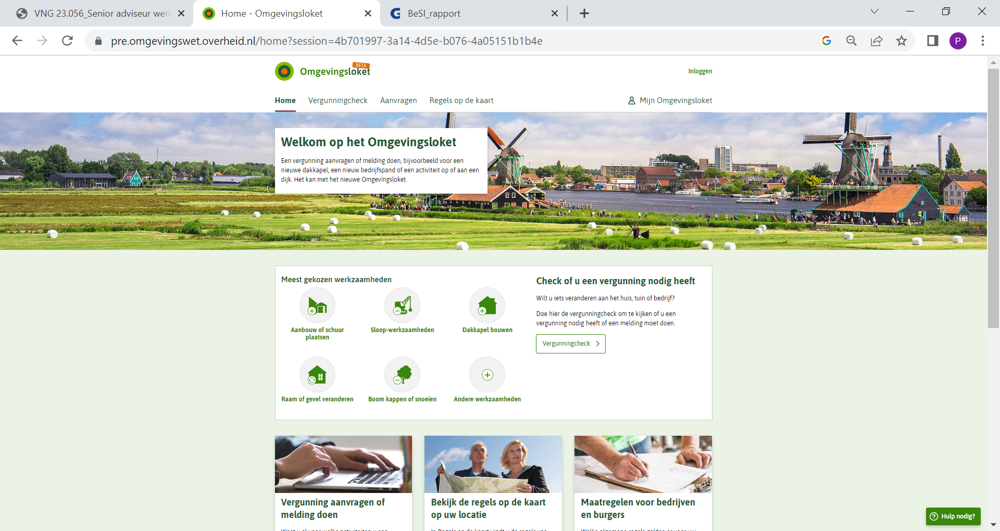 VNG 23.056_Senior adviseur werk
Home - Omgevingsloket
BeSI_rapport
pre.omgevingswet.overheid.nl/home?session=4b701997-3a14-4d5e-b076-4a05151b1b4e
P
Omgevingsloket
BETA
Inloggen
Home
Vergunningcheck
Aanvragen
Regels op de kaart
Mijn Omgevingsloket
Welkom op het Omgevingsloket
Een vergunning aanvragen of melding doen, bijvoorbeeld voor een
nieuwe dakkapel, een nieuw bedrijfspand of een activiteit op of aan een
dijk. Het kan met het nieuwe Omgevingsloket.
Meest gekozen werkzaamheden
Aanbouw of schuur
plaatsen
Sloop-werkzaamheden
Dakkapel bouwen
Raam of gevel veranderen
Boom kappen of snoeien
Andere werkzaamheden
Check of u een vergunning nodig heeft
Wilt u iets veranderen aan het huis, tuin of bedrijf?
Doe hier de vergunningcheck om te kijken of u een
vergunning nodig heeft of een melding moet doen.
Vergunningcheck
Vergunning aanvragen of
melding doen
Bekijk de regels op de kaart
op uw locatie
Maatregelen voor bedrijven
en burgers
Hulp nodig?